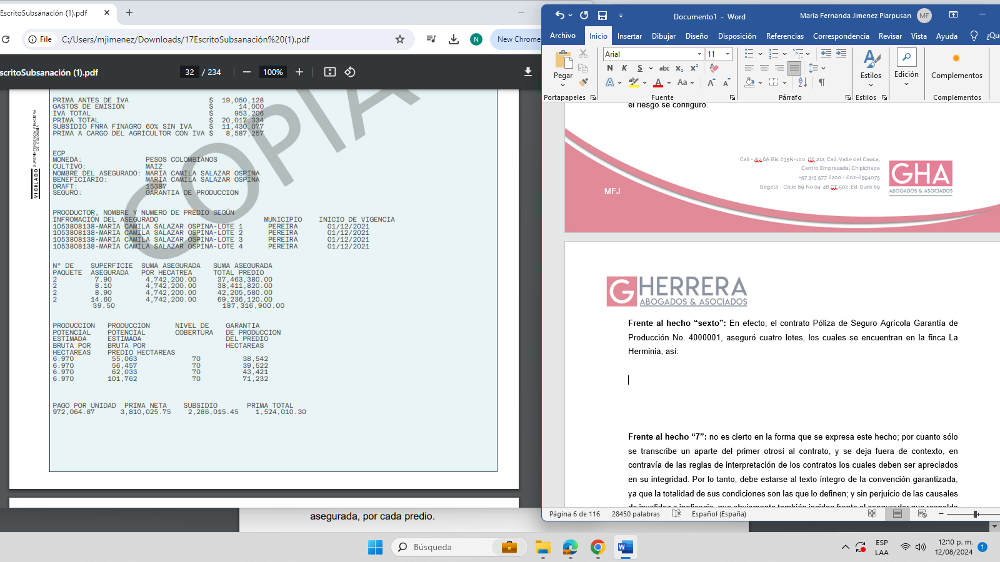 EscritoSubsanación (1).pdf
File C:/Users/mjimenez/Downloads/17EscritoSubsanación%20(1).pdf
N
New Chrome
scritoSubsanación (1).pdf
32 / 234
100%
VIGILADO SUPERINTENDENCIA FINACIERA DE COLOMBIA
COPIA
PRIMA ANTES DE IVA $ 19,050,128
GASTOS DE EMISION $ 14,000
IVA TOTAL $ 953,206
PRIMA TOTAL $ 20,017,334
SUBSIDIO FNRA FINAGRO 60% SIN IVA $ 11,430,077
PRIMA A CARGO DEL AGRICULTOR CON IVA $ 8,587,257
ECP
MONEDA: PESOS COLOMBIANOS
CULTIVO: MAIZ
NOMBRE DEL ASEGURADO: MARIA CAMILA SALAZAR OSPINA
BENEFICIARIO: MARIA CAMILA SALAZAR OSPINA
DRAFT: 15387
SEGURO: GARANTIA DE PRODUCCION
PROODUCTOR, NOMBRE Y NUMERO DE PREDIO SEGÚN
INFROMACIÓN DEL ASEGURADO MUNICIPIO INICIO DE VIGENCIA
1053808138-MARIA CAMILA SALAZAR OSPINA-LOTE 1 PEREIRA 01/12/2021
1053808138-MARIA CAMILA SALAZAR OSPINA-LOTE 2 PEREIRA 01/12/2021
1053808138-MARIA CAMILA SALAZAR OSPINA-LOTE 3 PEREIRA 01/12/2021
1053808138-MARIA CAMILA SALAZAR OSPINA-LOTE 4 PEREIRA 01/12/2021
Nº DE SUPERFICIE SUMA ASEGURADA SUMA ASEGURADA
PAQUETE ASEGURADA POR HECATREA TOTAL PREDIO
2 7.90 4,742,200.00 37,463,380.00
2 8.10 4,742,200.00 38,411,820.00
2 8.90 4,742,200.00 42,205,580.00
2 14.60 4,742,200.00 69,236,120.00
39.50 187,316,900.00
PRODUCCION PRODUCCION NIVEL DE GARANTIA
POTENCIAL POTENCIAL COBERTURA DE PRODUCCION
ESTIMADA ESTIMADA DEL PREDIO
BRUTA POR BRUTA POR HECTAREAS
HECTAREAS PREDIO HECTAREAS
6.970 55,063 70 38,542
6.970 56,457 70 39,522
6.970 62,033 70 43,421
6.970 101,762 70 71,232
PAGO POR UNIDAD PRIMA NETA SUBSIDIO PRIMA TOTAL
972,064.87 3,810,025.75 2,286,015.45 1,524,010.30
asegurada, por cada predio.
Documento1 - Word
Maria Fernanda Jimenez Piarpusan MF
Archivo Inicio Insertar Dibujar Diseño Disposición Referencias Correspondencia Revisar Vista Ayuda ¿Qu
Pegar
Arial 11
N K S abc x₂ x²
A A Aa A A
Estilos
Edición
Complementos
Portapapeles Fuente Párrafo Estilos Complementos
el riesgo se configuró.
Cali - Av 6A Bis #35N-100, Of. 212, Cali, Valle del Cauca,
Centro Empresarial Chipichape
+57 315 577 6200 - 602-6594075
Bogotá - Calle 69 No.04-48 Of. 502, Ed. Buro 69
MFJ
GHA
ABOGADOS & ASOCIADOS
G HERRERA
ABOGADOS & ASOCIADOS
Frente al hecho “sexto”: En efecto, el contrato Póliza de Seguro Agrícola Garantía de
Producción No. 4000001, aseguró cuatro lotes, los cuales se encuentran en la finca La
Herminia, así:
Frente al hecho “7”: no es cierto en la forma que se expresa este hecho; por cuanto sólo
se transcribe un aparte del primer otrosí al contrato, y se deja fuera de contexto, en
contravía de las reglas de interpretación de los contratos los cuales deben ser apreciados
en su integridad. Por lo tanto, debe estarse al texto íntegro de la convención garantizada,
ya que la totalidad de sus condiciones son las que lo definen; y sin perjuicio de las causales
de invalidez o ineficacia, que obviamente también inciden frente al asegurador que respalda
Página 6 de 116 28450 palabras Español (España)
Búsqueda
ESP
LAA
12:10 p. m.
12/08/2024
1